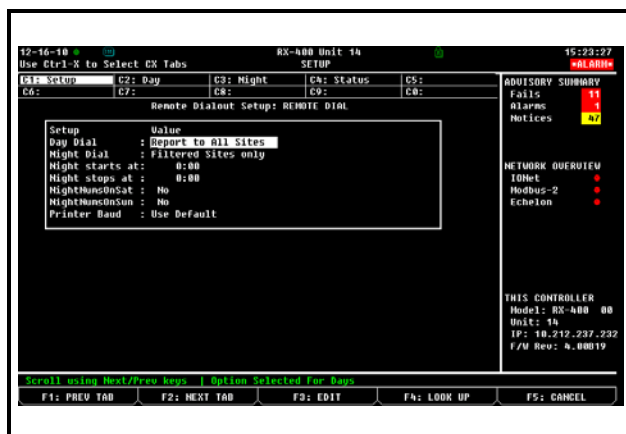 12-16-10 RX-400 Unit 14 15:23:27
Use Ctrl-X to Select CX Tabs SETUP *ALARM*
C1: Setup C2: Day C3: Night C4: Status C5:
C6: C7: C8: C9: C0:
Remote Dialout Setup: REMOTE DIAL
Setup Value
Day Dial : Report to All Sites
Night Dial : Filtered Sites only
Night starts at: 0:00
Night stops at : 0:00
NightNumsOnSat : No
NightNumsOnSun : No
Printer Baud : Use Default
ADVISORY SUMMARY
Fails 11
Alarms 1
Notices 47
NETWORK OVERVIEW
IONet
Modbus-2
Echelon
THIS CONTROLLER
Model: RX-400 00
Unit: 14
IP: 10.212.237.232
F/W Rev: 4.00B19
Scroll using Next/Prev keys | Option Selected For Days
F1: PREV TAB F2: NEXT TAB F3: EDIT F4: LOOK UP F5: CANCEL